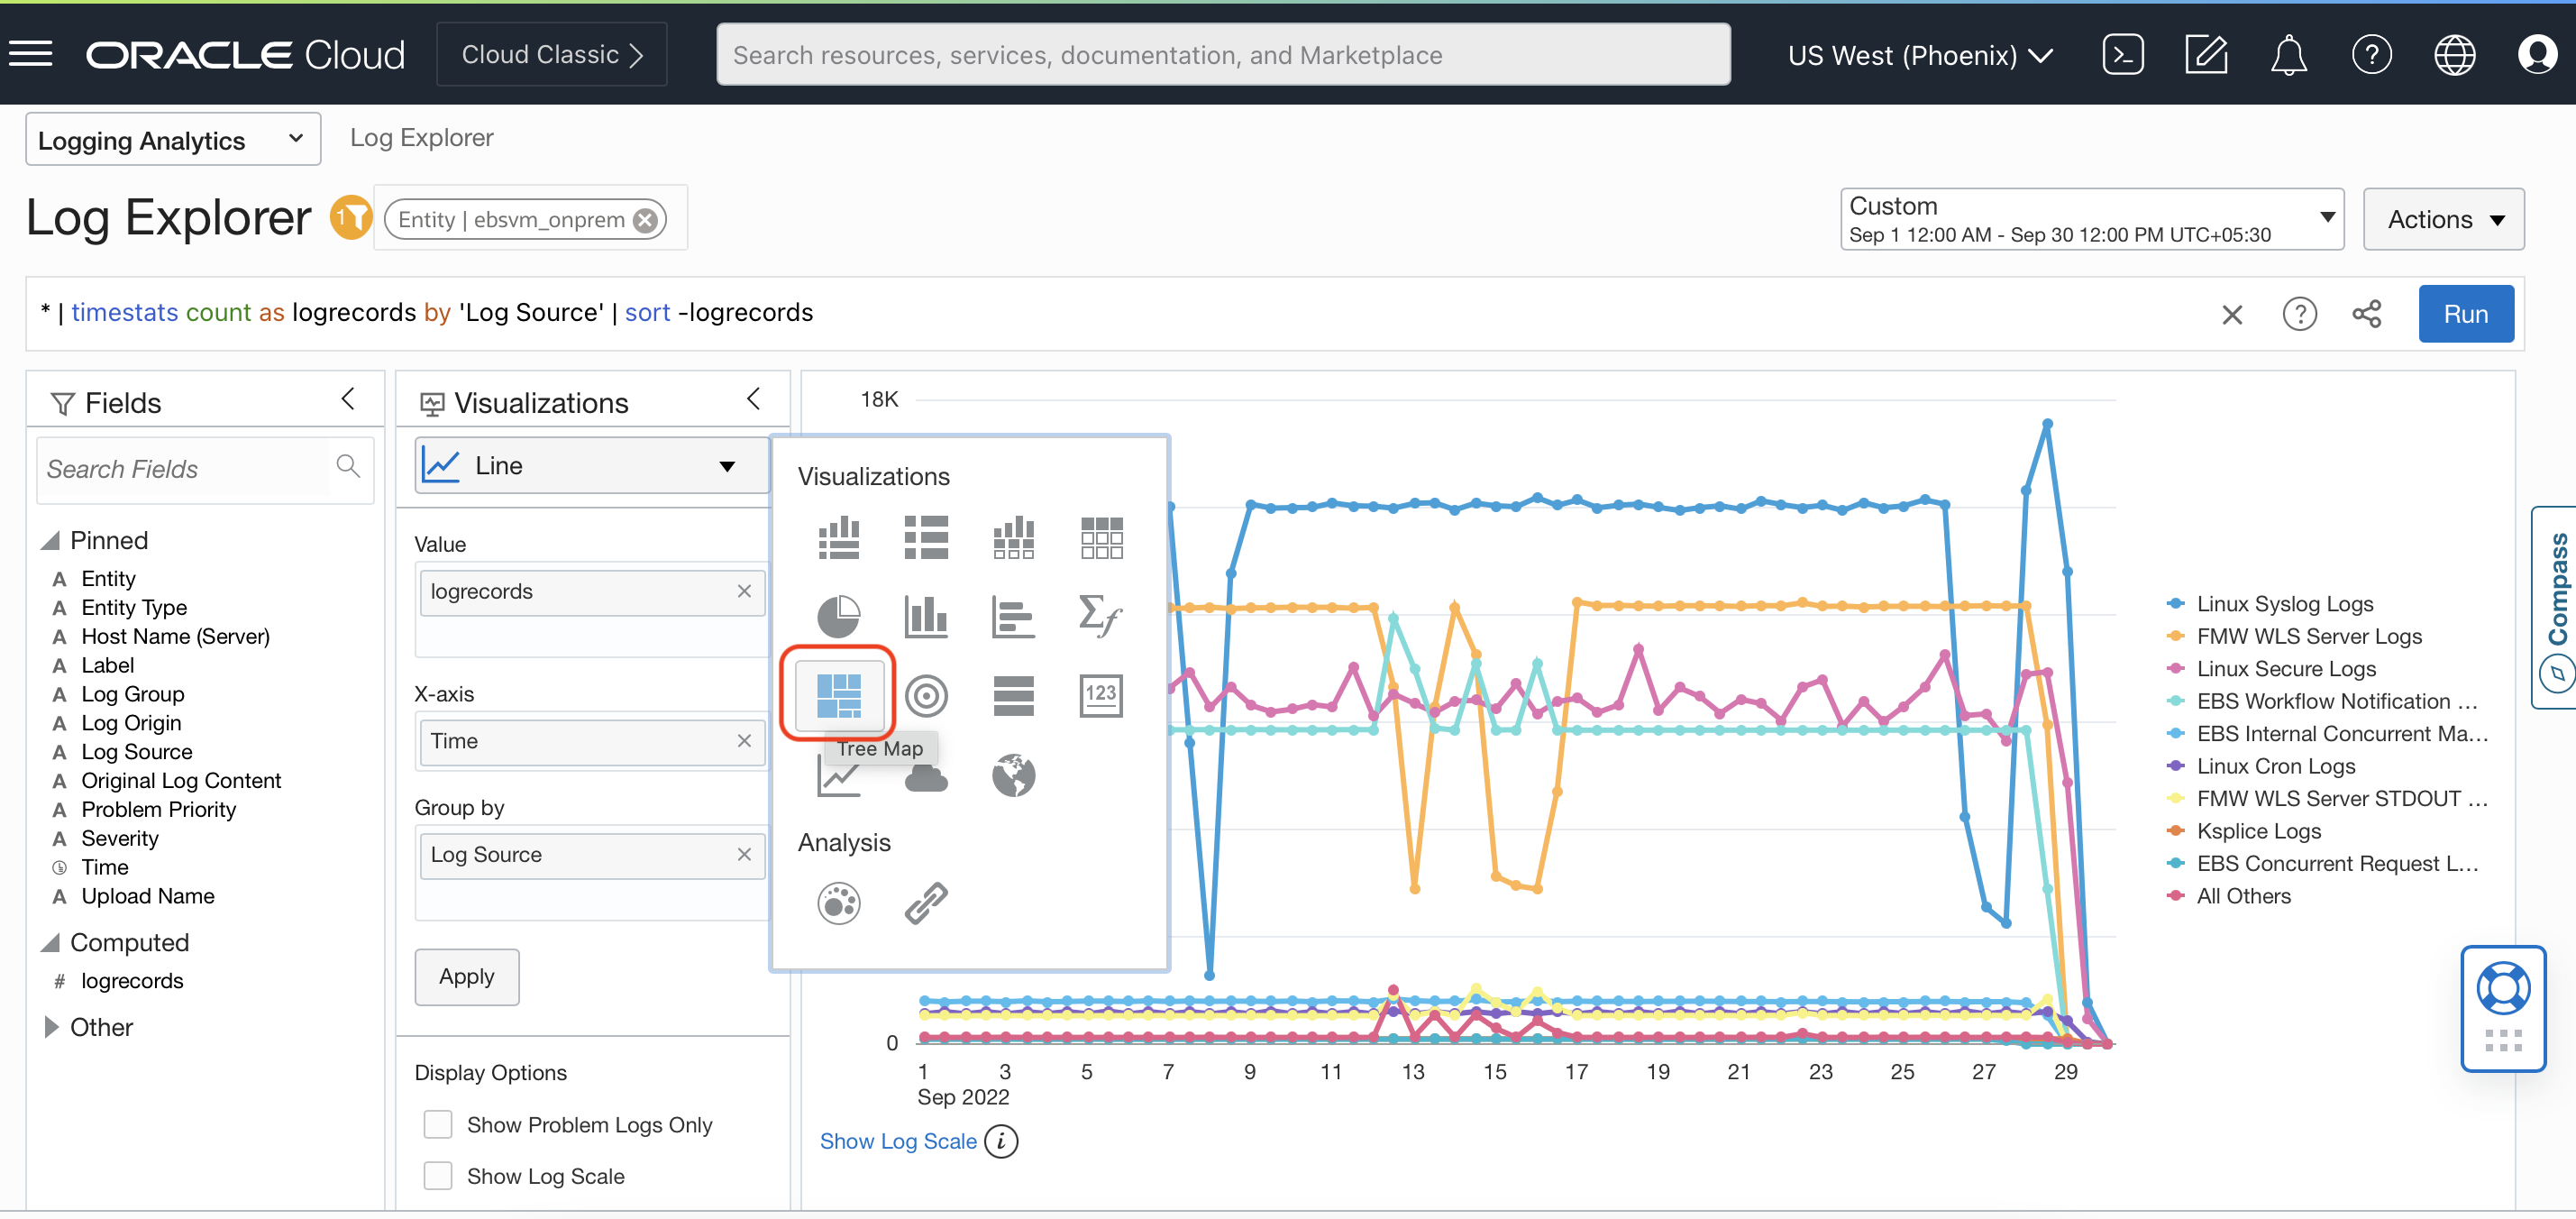 ORACLE Cloud
Cloud Classic
Search resources, services, documentation, and Marketplace
US West (Phoenix)
Logging Analytics
Log Explorer
Log Explorer
1
Entity | ebsvm_onprem
Custom
Sep 1 12:00 AM - Sep 30 12:00 PM UTC+05:30
Actions
* | timestats count as logrecords by 'Log Source' | sort -logrecords
Run
Fields
Search Fields
Pinned
A Entity
A Entity Type
A Host Name (Server)
A Label
A Log Group
A Log Origin
A Log Source
A Original Log Content
A Problem Priority
A Severity
Time
A Upload Name
Computed
# logrecords
Other
Visualizations
Line
Value
logrecords
X-axis
Time
Group by
Log Source
Apply
Display Options
Show Problem Logs Only
Show Log Scale
Visualizations
Σf
123
Tree Map
Analysis
18K
0
1 3 5 7 9 11 13 15 17 19 21 23 25 27 29
Sep 2022
Show Log Scale i
Linux Syslog Logs
FMW WLS Server Logs
Linux Secure Logs
EBS Workflow Notification ...
EBS Internal Concurrent Ma...
Linux Cron Logs
FMW WLS Server STDOUT ...
Ksplice Logs
EBS Concurrent Request L...
All Others
Compass